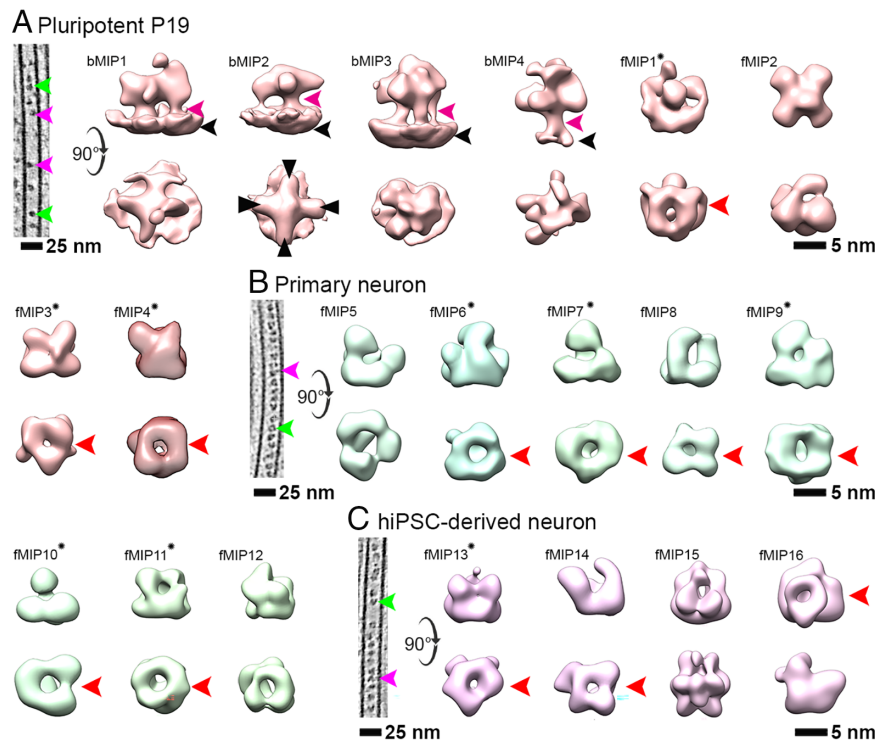 A Pluripotent P19
bMIP1 bMIP2 bMIP3 bMIP4 fMIP1* fMIP2
90°
25 nm 5 nm
B Primary neuron
fMIP3* fMIP4* fMIP5 fMIP6* fMIP7* fMIP8 fMIP9*
90°
25 nm 5 nm
C hiPSC-derived neuron
fMIP10* fMIP11* fMIP12 fMIP13* fMIP14 fMIP15 fMIP16
90°
25 nm 5 nm